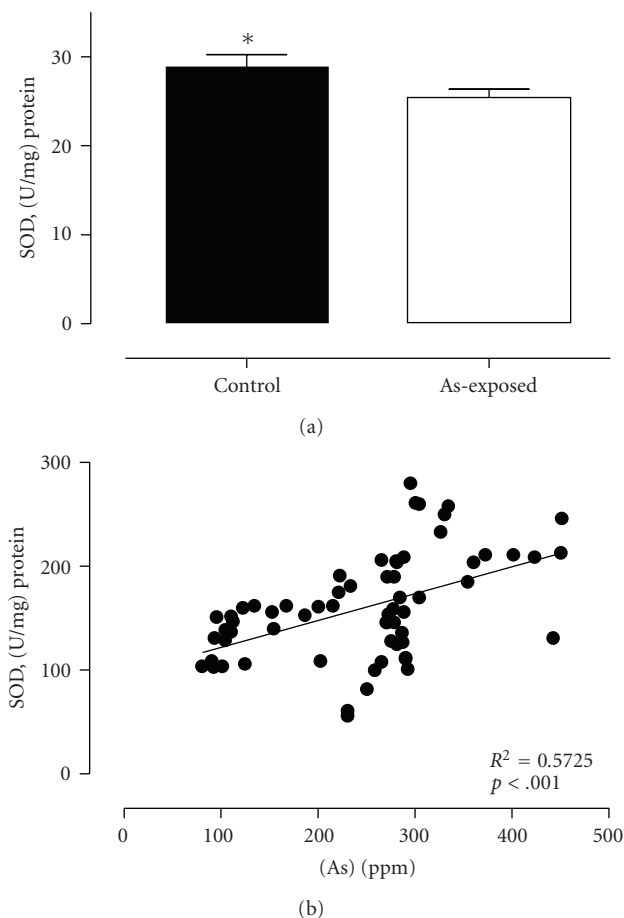 SOD, (U/mg) protein
30
20
10
0
*
Control
As-exposed
(a)
SOD, (U/mg) protein
300
200
100
0
R² = 0.5725
p < .001
0
100
200
300
400
500
(As) (ppm)
(b)